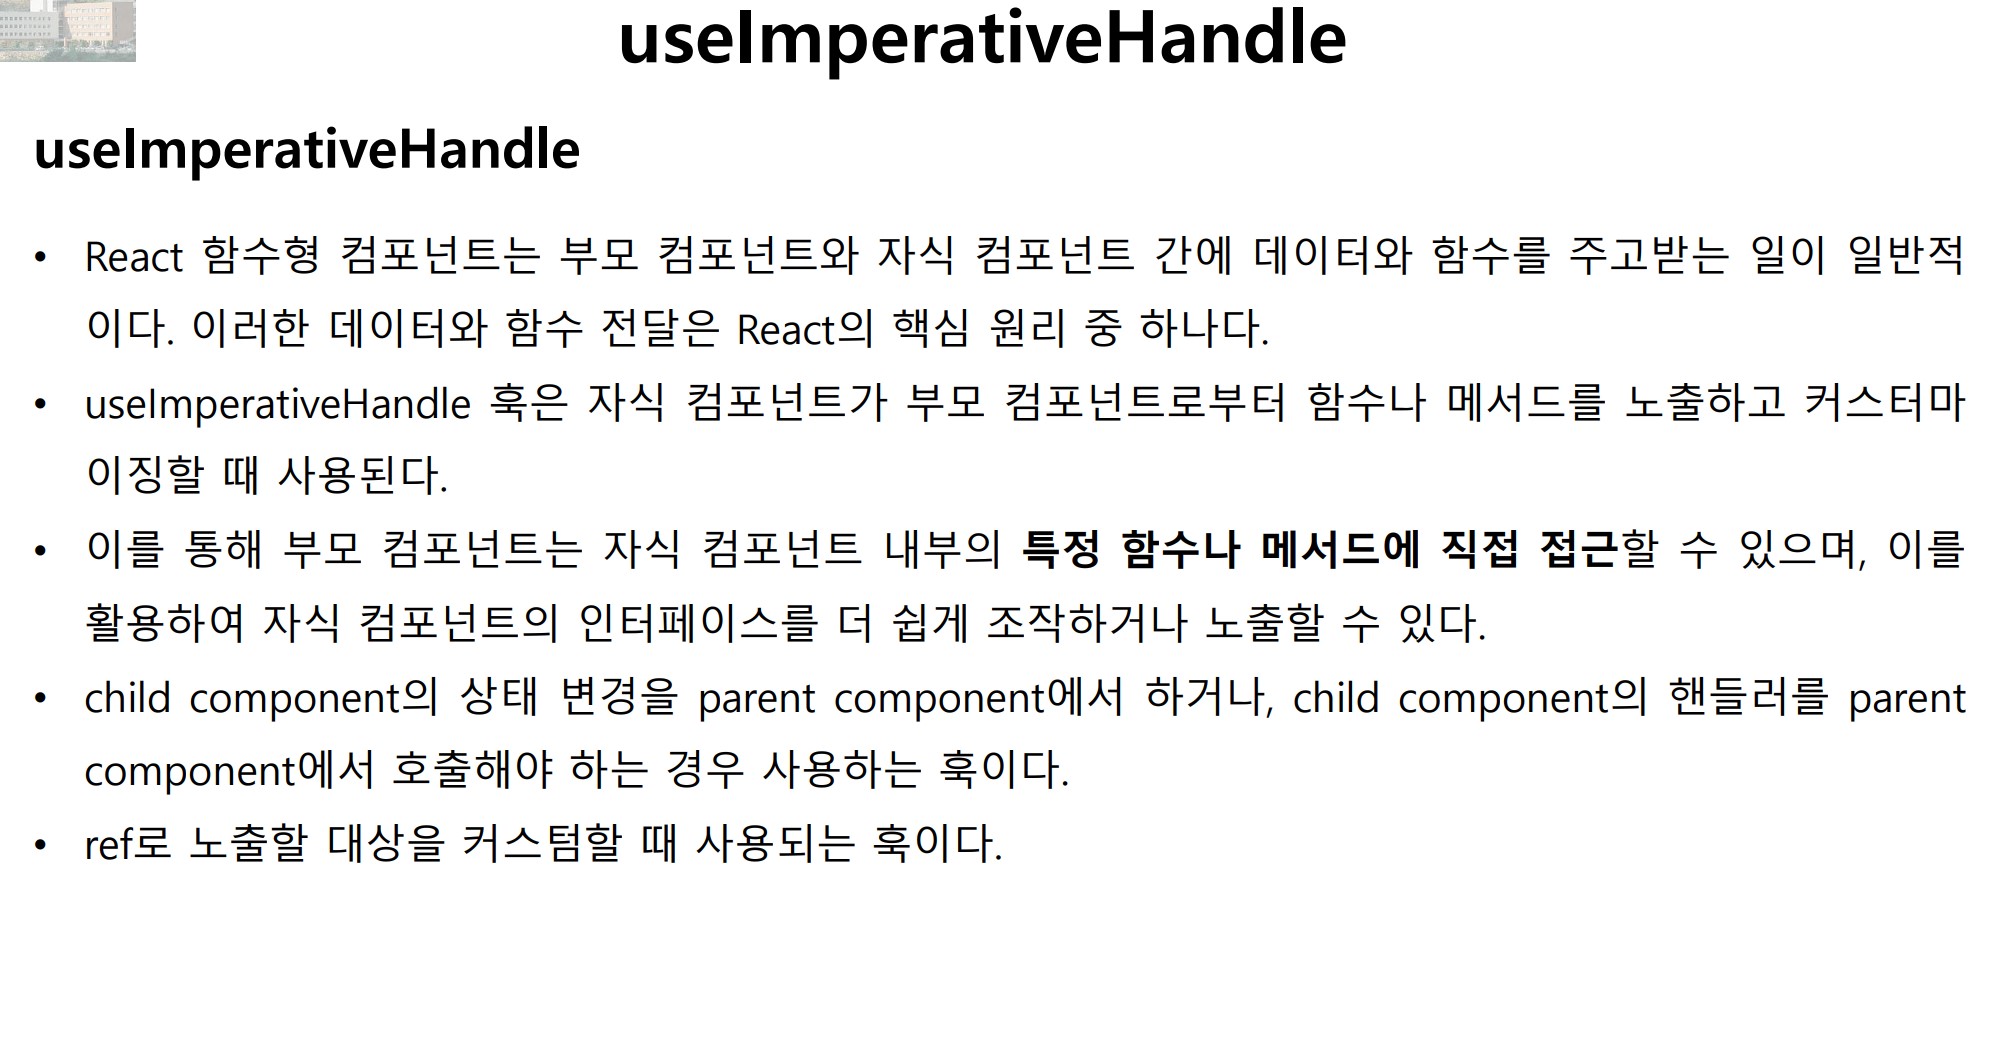 useImperativeHandle
useImperativeHandle
• React 함수형 컴포넌트는 부모 컴포넌트와 자식 컴포넌트 간에 데이터와 함수를 주고받는 일이 일반적
이다. 이러한 데이터와 함수 전달은 React의 핵심 원리 중 하나다.
• useImperativeHandle 훅은 자식 컴포넌트가 부모 컴포넌트로부터 함수나 메서드를 노출하고 커스터마
이징할 때 사용된다.
• 이를 통해 부모 컴포넌트는 자식 컴포넌트 내부의 특정 함수나 메서드에 직접 접근할 수 있으며, 이를
활용하여 자식 컴포넌트의 인터페이스를 더 쉽게 조작하거나 노출할 수 있다.
• child component의 상태 변경을 parent component에서 하거나, child component의 핸들러를 parent
component에서 호출해야 하는 경우 사용하는 훅이다.
• ref로 노출할 대상을 커스텀할 때 사용되는 훅이다.